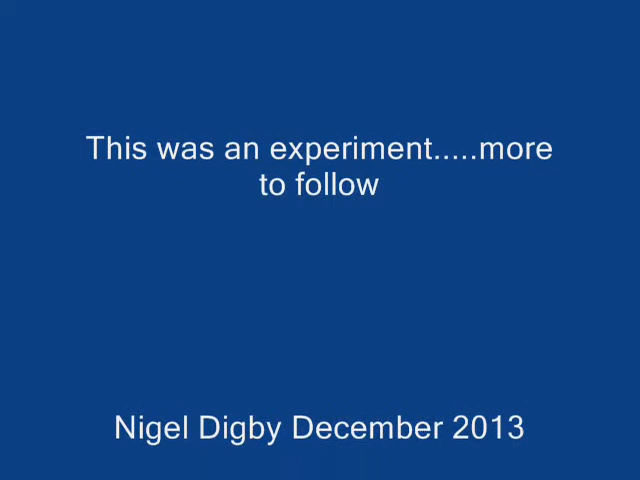 This was an experiment.....more
to follow
Nigel Digby December 2013